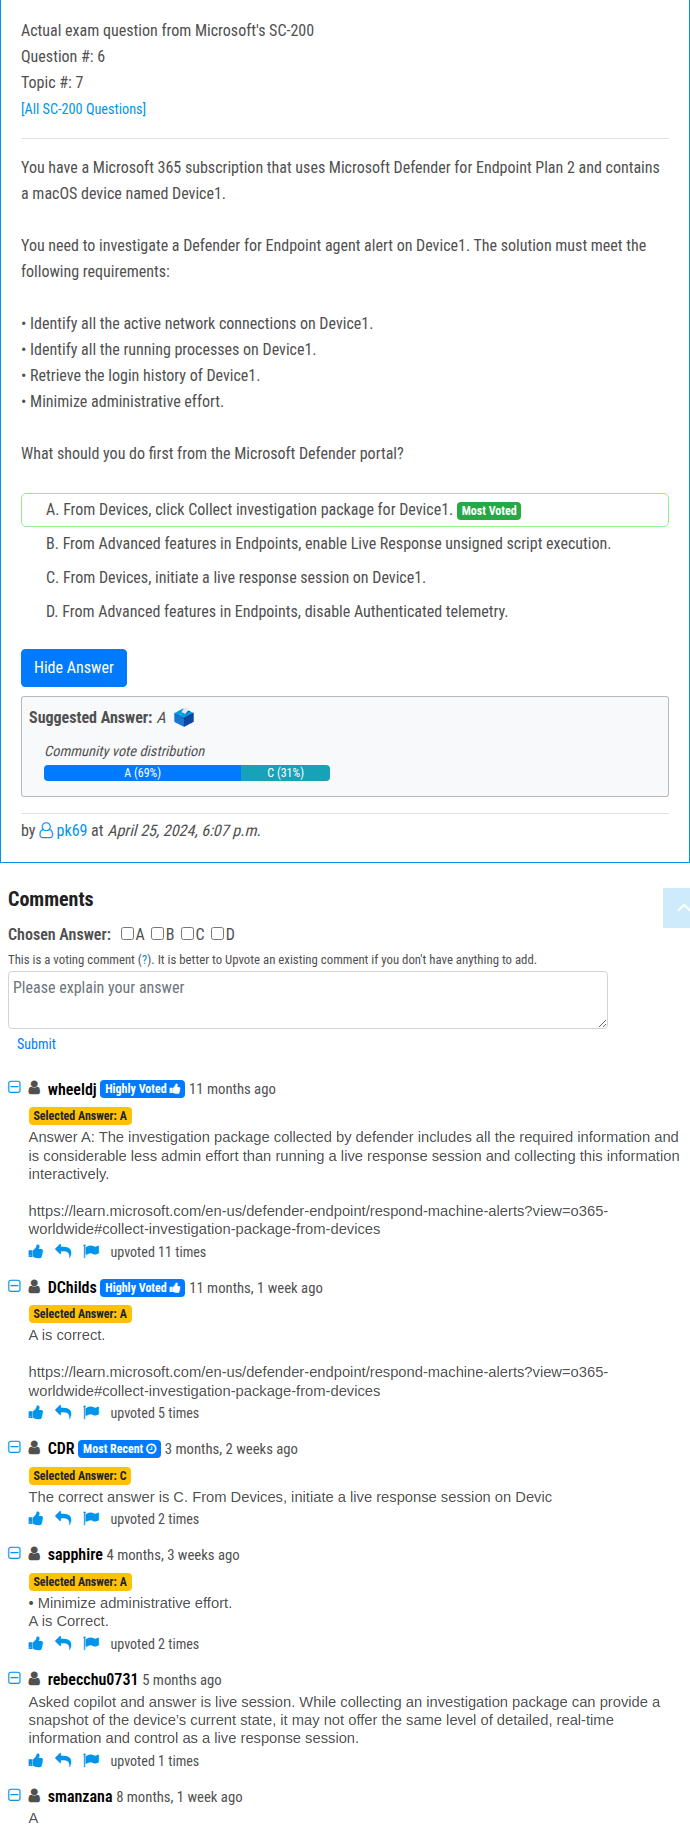 Actual exam question from Microsoft's SC-200
Question #: 6
Topic #: 7
[All SC-200 Questions]
You have a Microsoft 365 subscription that uses Microsoft Defender for Endpoint Plan 2 and contains
a macOS device named Device1.
You need to investigate a Defender for Endpoint agent alert on Device1. The solution must meet the
following requirements:
• Identify all the active network connections on Device1.
• Identify all the running processes on Device1.
• Retrieve the login history of Device1.
• Minimize administrative effort.
What should you do first from the Microsoft Defender portal?
A. From Devices, click Collect investigation package for Device1. Most Voted
B. From Advanced features in Endpoints, enable Live Response unsigned script execution.
C. From Devices, initiate a live response session on Device1.
D. From Advanced features in Endpoints, disable Authenticated telemetry.
Hide Answer
Suggested Answer: A
Community vote distribution
A (69%) C (31%)
by pk69 at April 25, 2024, 6:07 p.m.
Comments
Chosen Answer: A B C D
This is a voting comment (?). It is better to Upvote an existing comment if you don't have anything to add.
Please explain your answer
Submit
wheeldj Highly Voted 11 months ago
Selected Answer: A
Answer A: The investigation package collected by defender includes all the required information and
is considerable less admin effort than running a live response session and collecting this information
interactively.
https://learn.microsoft.com/en-us/defender-endpoint/respond-machine-alerts?view=o365-
worldwide#collect-investigation-package-from-devices
upvoted 11 times
DChilds Highly Voted 11 months, 1 week ago
Selected Answer: A
A is correct.
https://learn.microsoft.com/en-us/defender-endpoint/respond-machine-alerts?view=o365-
worldwide#collect-investigation-package-from-devices
upvoted 5 times
CDR Most Recent 3 months, 2 weeks ago
Selected Answer: C
The correct answer is C. From Devices, initiate a live response session on Devic
upvoted 2 times
sapphire 4 months, 3 weeks ago
Selected Answer: A
• Minimize administrative effort.
A is Correct.
upvoted 2 times
rebecchu0731 5 months ago
Asked copilot and answer is live session. While collecting an investigation package can provide a
snapshot of the device's current state, it may not offer the same level of detailed, real-time
information and control as a live response session.
upvoted 1 times
smanzana 8 months, 1 week ago
A